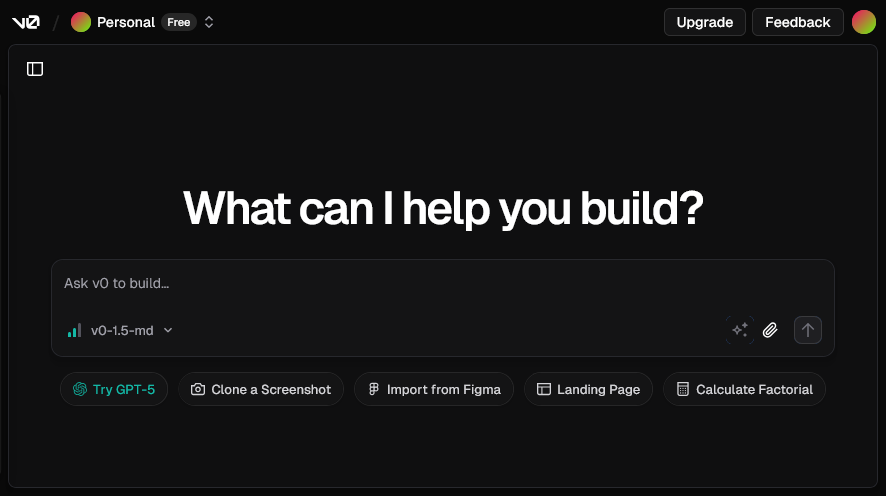 v0 / Personal Free Upgrade Feedback
What can I help you build?
Ask v0 to build...
v0-1.5-md
Try GPT-5 Clone a Screenshot Import from Figma Landing Page Calculate Factorial